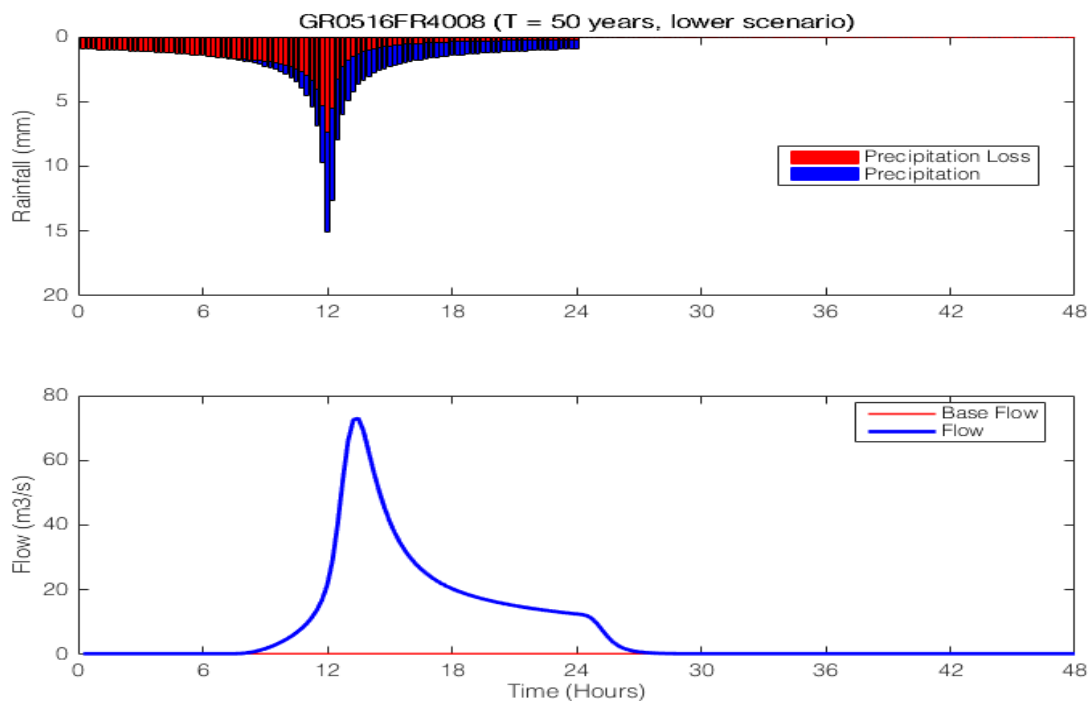 GR0516FR4008 (T = 50 years, lower scenario)
0
5
10
15
20
Rainfall (mm)
Precipitation Loss
Precipitation
0 6 12 18 24 30 36 42 48
80
60
40
20
0
Flow (m3/s)
Base Flow
Flow
0 6 12 18 24 30 36 42 48
Time (Hours)